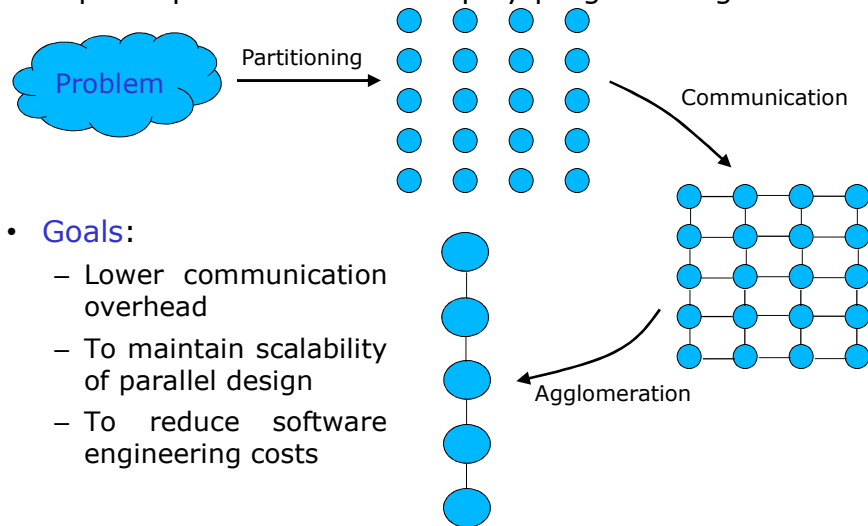 Partitioning
Problem
Communication
• Goals:
– Lower communication
overhead
– To maintain scalability
of parallel design
– To reduce software
engineering costs
Agglomeration